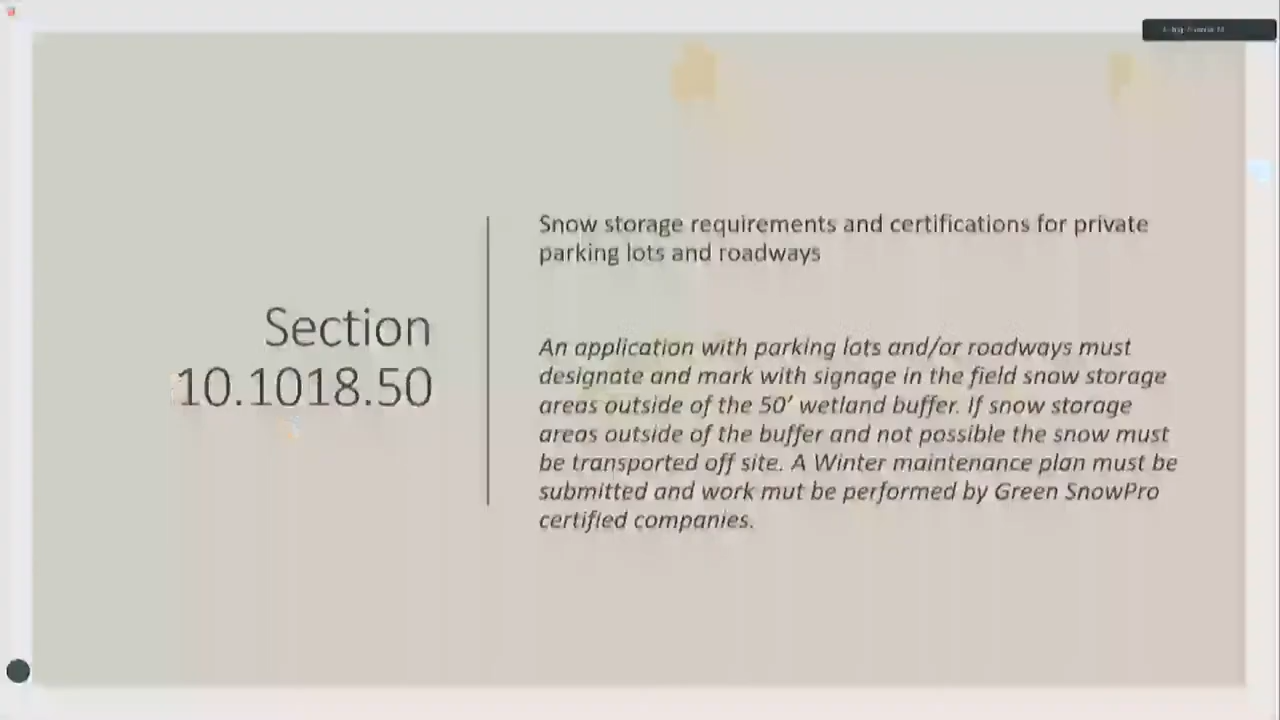 Section
10.1018.50
Snow storage requirements and certifications for private
parking lots and roadways
An application with parking lots and/or roadways must
designate and mark with signage in the field snow storage
areas outside of the 50’ wetland buffer. If snow storage
areas outside of the buffer and not possible the snow must
be transported off site. A Winter maintenance plan must be
submitted and work mut be performed by Green SnowPro
certified companies.